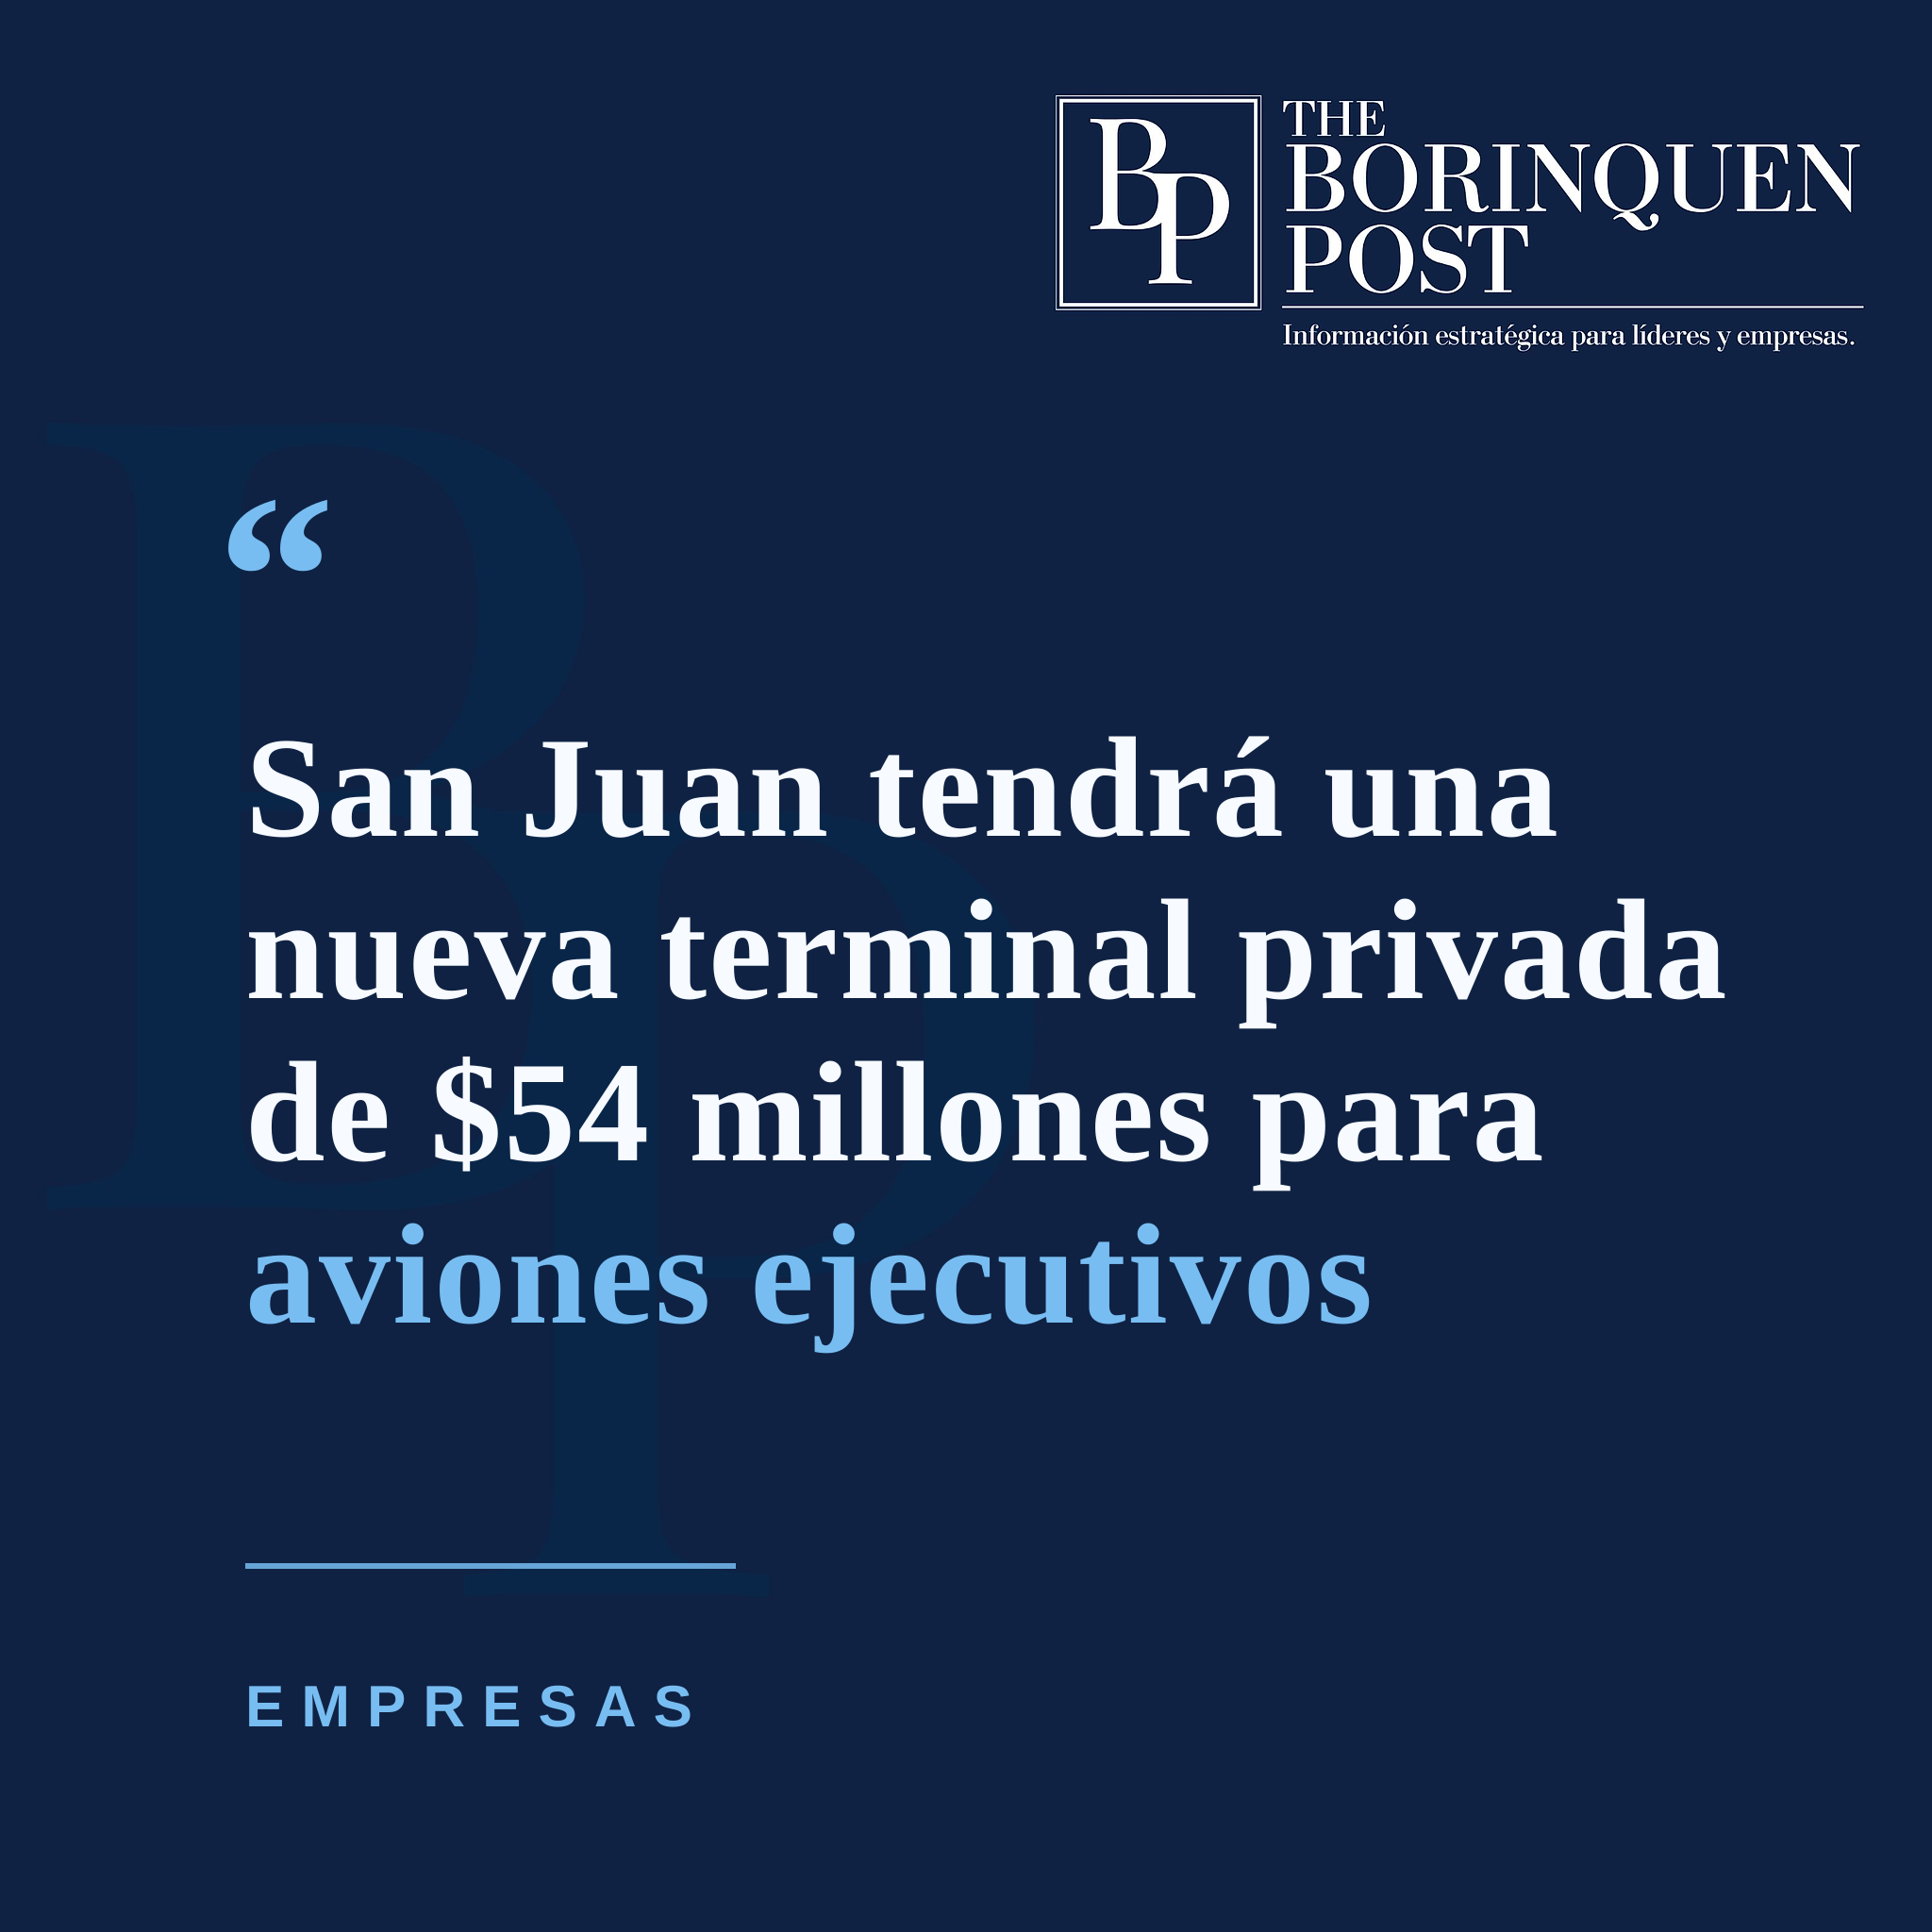 BP
THE
BORINQUEN
POST
Información estratégica para líderes y empresas.
“
San Juan tendrá una
nueva terminal privada
de $54 millones para
aviones ejecutivos
EMPRESAS